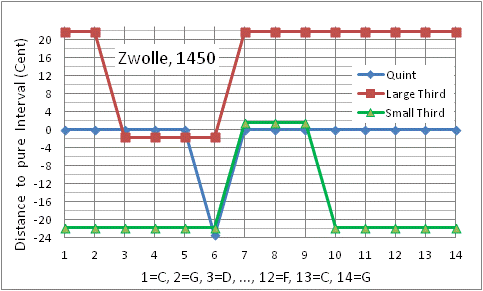 Zwolle, 1450
Distance to pure Interval (Cent)
20
16
12
8
4
0
-4
-8
-12
-16
-20
-24
Quint
Large Third
Small Third
1 2 3 4 5 6 7 8 9 10 11 12 13 14
1=C, 2=G, 3=D, ..., 12=F, 13=C, 14=G